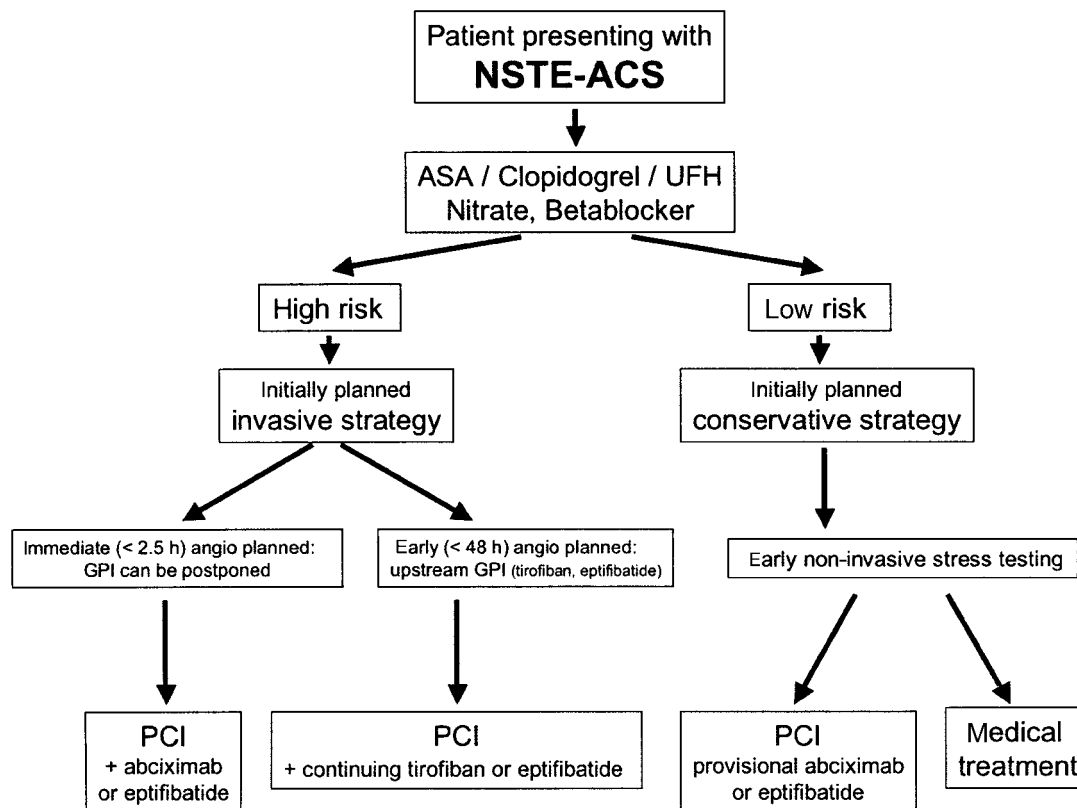 Patient presenting with
NSTE-ACS
ASA / Clopidogrel / UFH
Nitrate, Betablocker
High risk
Low risk
Initially planned
invasive strategy
Initially planned
conservative strategy
Immediate (< 2.5 h) angio planned:
GPI can be postponed
Early (< 48 h) angio planned:
upstream GPI (tirofiban, eptifibatide)
Early non-invasive stress testing
PCI
+ abciximab
or eptifibatide
PCI
+ continuing tirofiban or eptifibatide
PCI
provisional abciximab
or eptifibatide
Medical
treatment